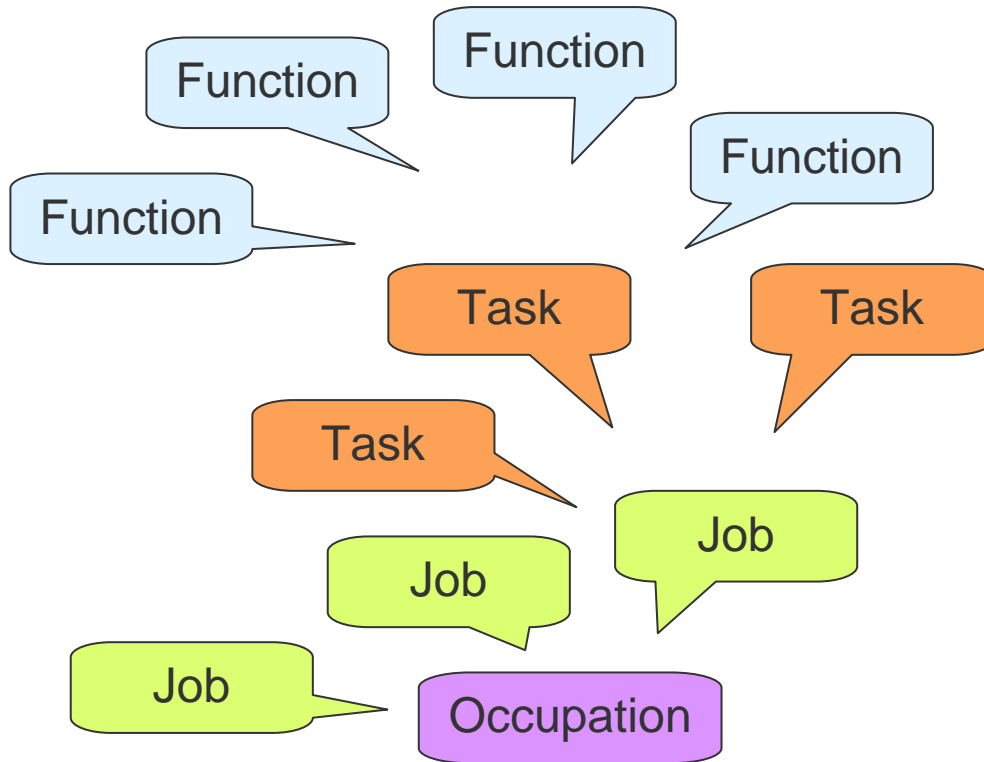 Function
Function
Function
Function
Task
Task
Task
Job
Job
Job
Occupation